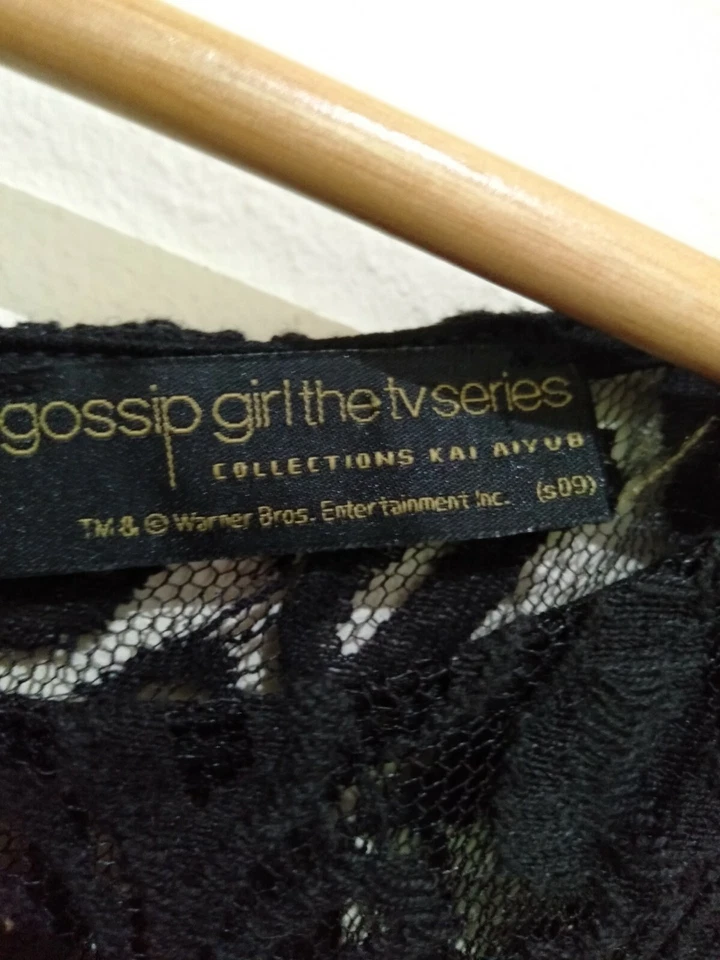 gossip girl the tv series
COLLECTIONS KAI AIYUB
TM & © Warner Bros. Entertainment Inc. (s09)